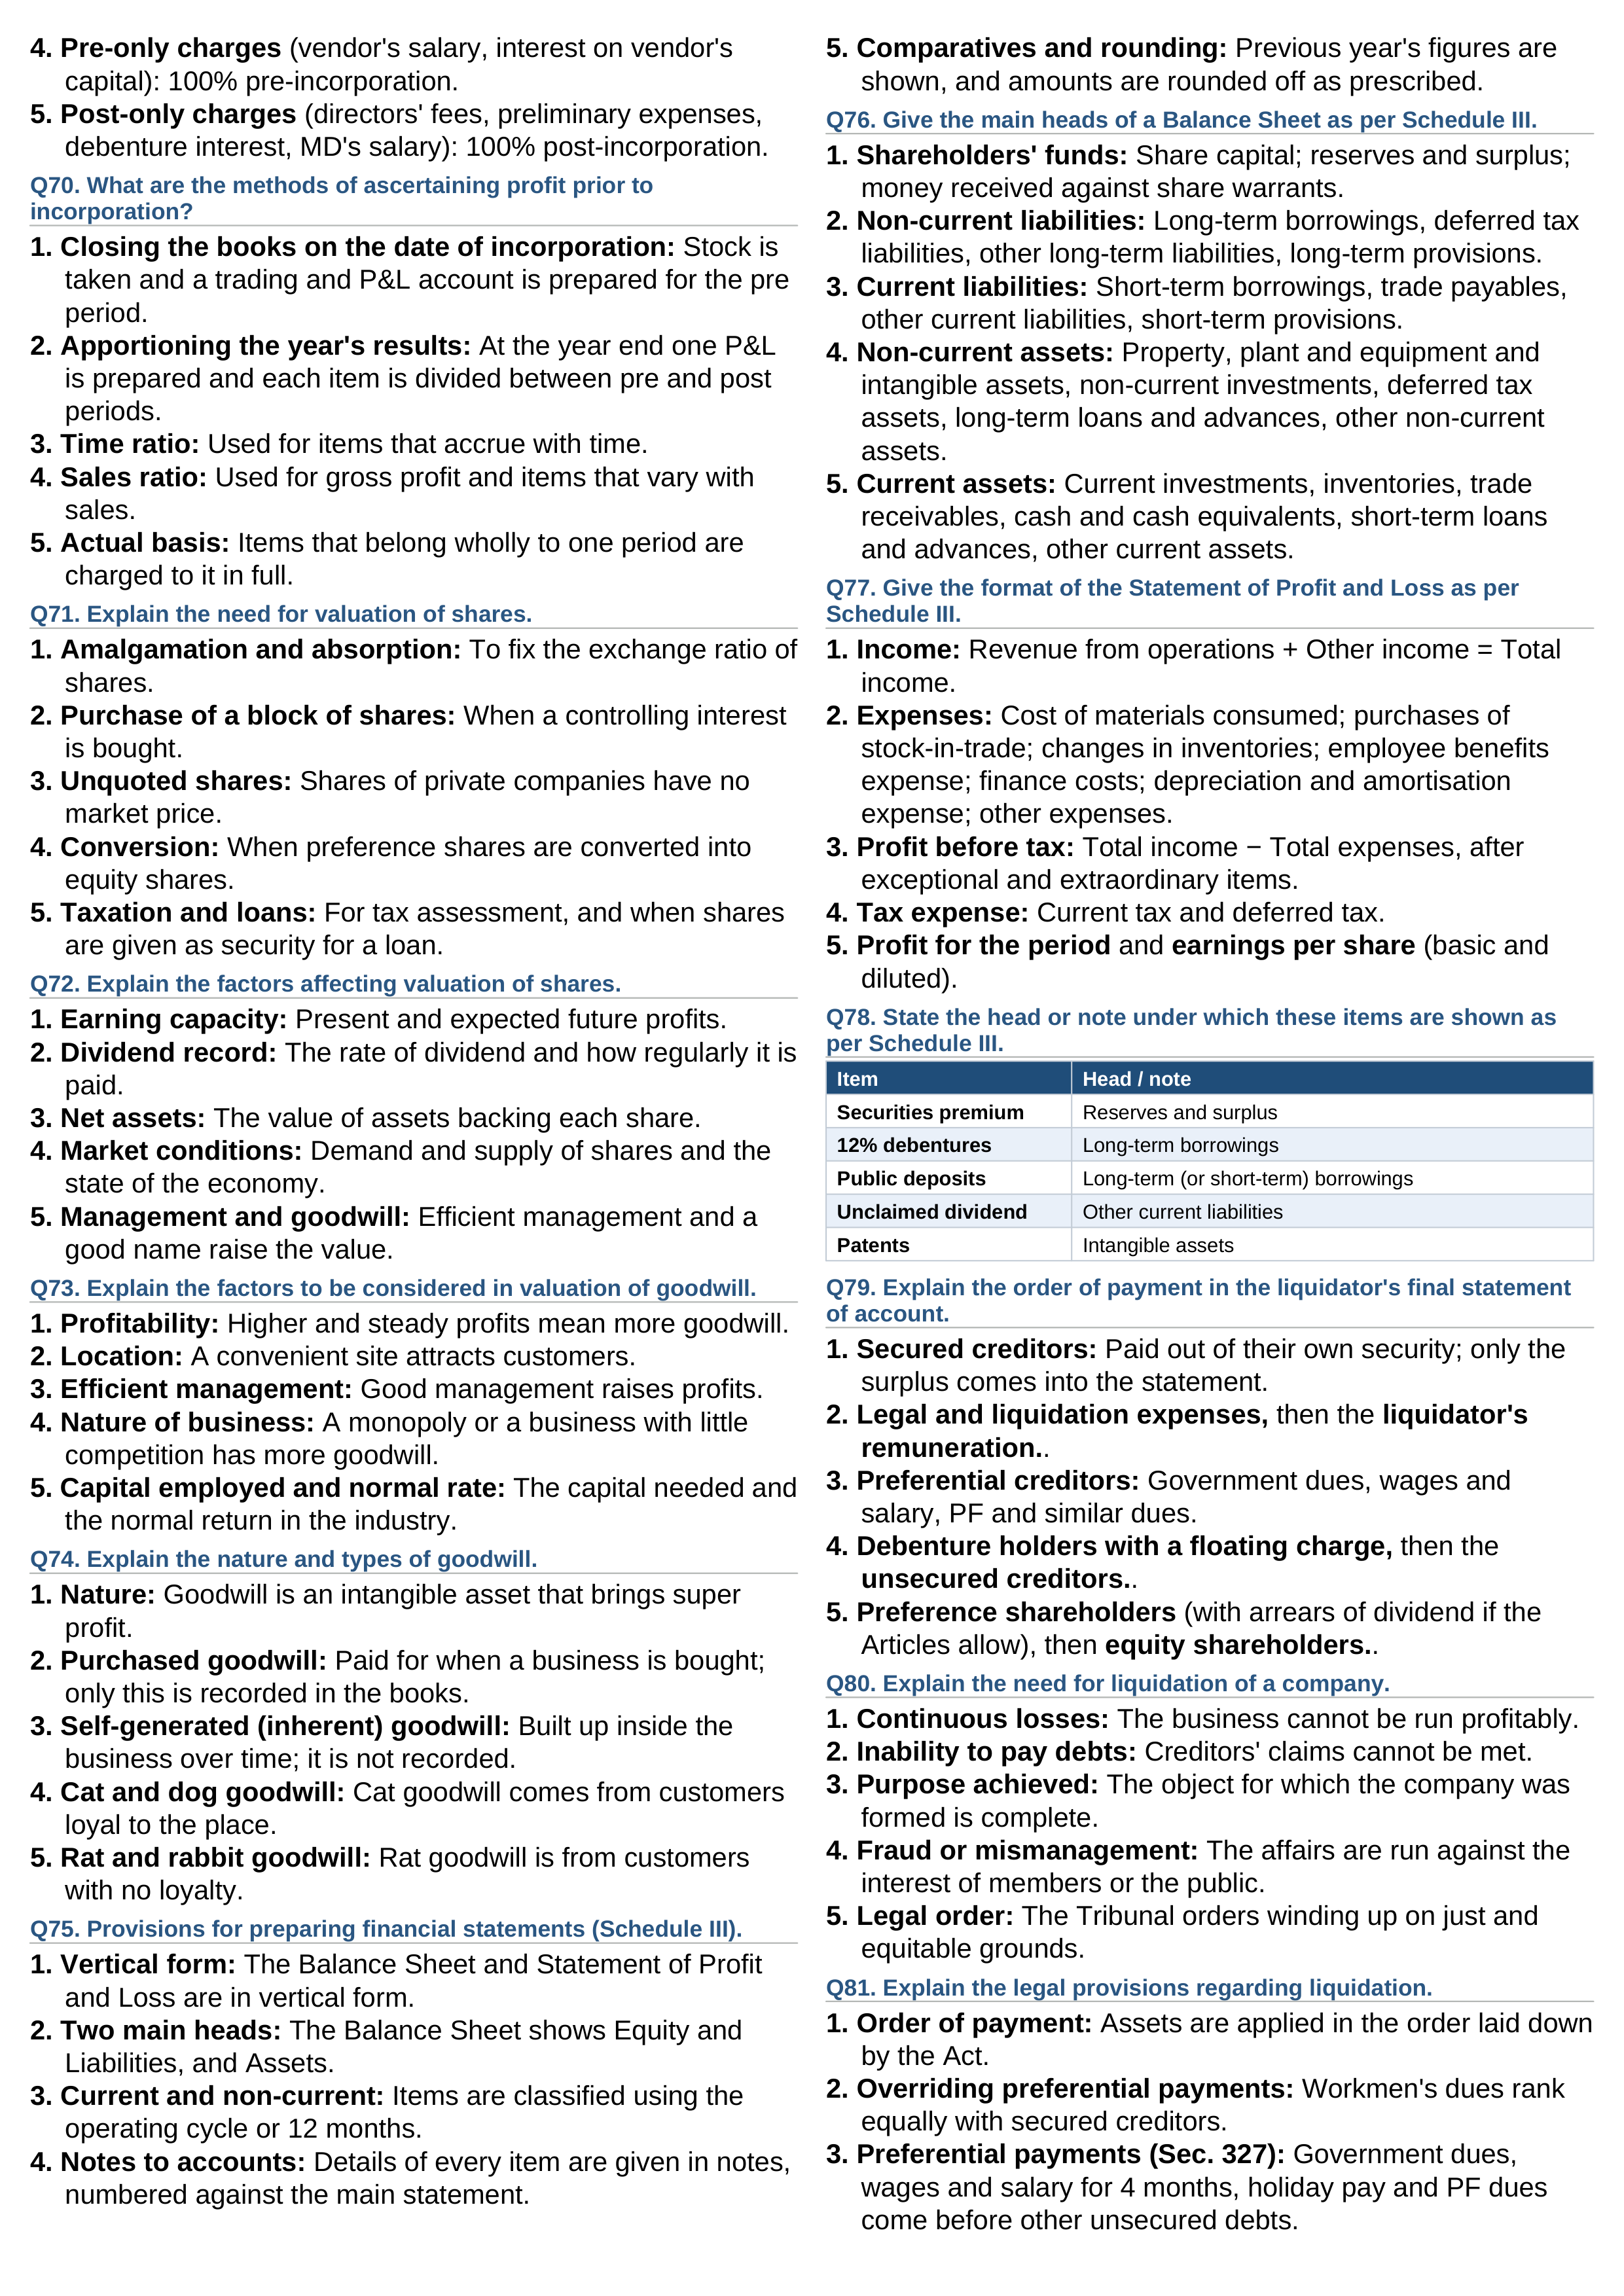 4. Pre-only charges (vendor's salary, interest on vendor's
capital): 100% pre-incorporation.
5. Post-only charges (directors' fees, preliminary expenses,
debenture interest, MD's salary): 100% post-incorporation.
Q70. What are the methods of ascertaining profit prior to
incorporation?
1. Closing the books on the date of incorporation: Stock is
taken and a trading and P&L account is prepared for the pre
period.
2. Apportioning the year's results: At the year end one P&L
is prepared and each item is divided between pre and post
periods.
3. Time ratio: Used for items that accrue with time.
4. Sales ratio: Used for gross profit and items that vary with
sales.
5. Actual basis: Items that belong wholly to one period are
charged to it in full.
Q71. Explain the need for valuation of shares.
1. Amalgamation and absorption: To fix the exchange ratio of
shares.
2. Purchase of a block of shares: When a controlling interest
is bought.
3. Unquoted shares: Shares of private companies have no
market price.
4. Conversion: When preference shares are converted into
equity shares.
5. Taxation and loans: For tax assessment, and when shares
are given as security for a loan.
Q72. Explain the factors affecting valuation of shares.
1. Earning capacity: Present and expected future profits.
2. Dividend record: The rate of dividend and how regularly it is
paid.
3. Net assets: The value of assets backing each share.
4. Market conditions: Demand and supply of shares and the
state of the economy.
5. Management and goodwill: Efficient management and a
good name raise the value.
Q73. Explain the factors to be considered in valuation of goodwill.
1. Profitability: Higher and steady profits mean more goodwill.
2. Location: A convenient site attracts customers.
3. Efficient management: Good management raises profits.
4. Nature of business: A monopoly or a business with little
competition has more goodwill.
5. Capital employed and normal rate: The capital needed and
the normal return in the industry.
Q74. Explain the nature and types of goodwill.
1. Nature: Goodwill is an intangible asset that brings super
profit.
2. Purchased goodwill: Paid for when a business is bought;
only this is recorded in the books.
3. Self-generated (inherent) goodwill: Built up inside the
business over time; it is not recorded.
4. Cat and dog goodwill: Cat goodwill comes from customers
loyal to the place.
5. Rat and rabbit goodwill: Rat goodwill is from customers
with no loyalty.
Q75. Provisions for preparing financial statements (Schedule III).
1. Vertical form: The Balance Sheet and Statement of Profit
and Loss are in vertical form.
2. Two main heads: The Balance Sheet shows Equity and
Liabilities, and Assets.
3. Current and non-current: Items are classified using the
operating cycle or 12 months.
4. Notes to accounts: Details of every item are given in notes,
numbered against the main statement.
5. Comparatives and rounding: Previous year's figures are
shown, and amounts are rounded off as prescribed.
Q76. Give the main heads of a Balance Sheet as per Schedule III.
1. Shareholders' funds: Share capital; reserves and surplus;
money received against share warrants.
2. Non-current liabilities: Long-term borrowings, deferred tax
liabilities, other long-term liabilities, long-term provisions.
3. Current liabilities: Short-term borrowings, trade payables,
other current liabilities, short-term provisions.
4. Non-current assets: Property, plant and equipment and
intangible assets, non-current investments, deferred tax
assets, long-term loans and advances, other non-current
assets.
5. Current assets: Current investments, inventories, trade
receivables, cash and cash equivalents, short-term loans
and advances, other current assets.
Q77. Give the format of the Statement of Profit and Loss as per
Schedule III.
1. Income: Revenue from operations + Other income = Total
income.
2. Expenses: Cost of materials consumed; purchases of
stock-in-trade; changes in inventories; employee benefits
expense; finance costs; depreciation and amortisation
expense; other expenses.
3. Profit before tax: Total income − Total expenses, after
exceptional and extraordinary items.
4. Tax expense: Current tax and deferred tax.
5. Profit for the period and earnings per share (basic and
diluted).
Q78. State the head or note under which these items are shown as
per Schedule III.
Item Head / note
Securities premium Reserves and surplus
12% debentures Long-term borrowings
Public deposits Long-term (or short-term) borrowings
Unclaimed dividend Other current liabilities
Patents Intangible assets
Q79. Explain the order of payment in the liquidator's final statement
of account.
1. Secured creditors: Paid out of their own security; only the
surplus comes into the statement.
2. Legal and liquidation expenses, then the liquidator's
remuneration..
3. Preferential creditors: Government dues, wages and
salary, PF and similar dues.
4. Debenture holders with a floating charge, then the
unsecured creditors..
5. Preference shareholders (with arrears of dividend if the
Articles allow), then equity shareholders..
Q80. Explain the need for liquidation of a company.
1. Continuous losses: The business cannot be run profitably.
2. Inability to pay debts: Creditors' claims cannot be met.
3. Purpose achieved: The object for which the company was
formed is complete.
4. Fraud or mismanagement: The affairs are run against the
interest of members or the public.
5. Legal order: The Tribunal orders winding up on just and
equitable grounds.
Q81. Explain the legal provisions regarding liquidation.
1. Order of payment: Assets are applied in the order laid down
by the Act.
2. Overriding preferential payments: Workmen's dues rank
equally with secured creditors.
3. Preferential payments (Sec. 327): Government dues,
wages and salary for 4 months, holiday pay and PF dues
come before other unsecured debts.